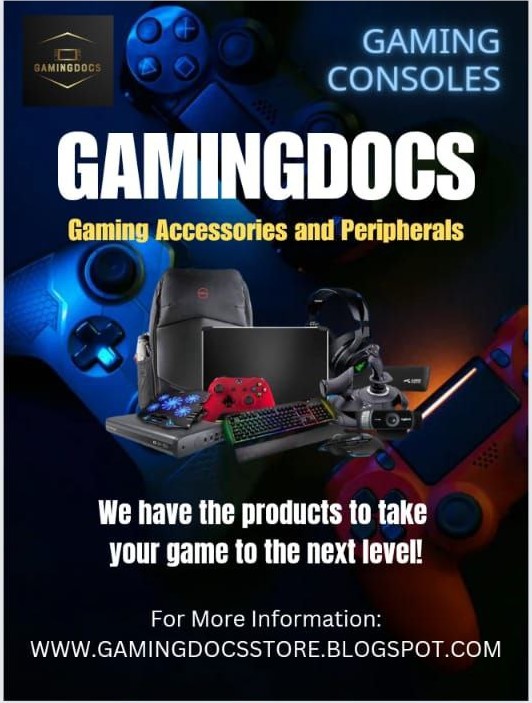 GAMINGDOCS
GAMING
CONSOLES
GAMINGDOCS
Gaming Accessories and Peripherals
We have the products to take
your game to the next level!
For More Information:
WWW.GAMINGDOCSSTORE.BLOGSPOT.COM